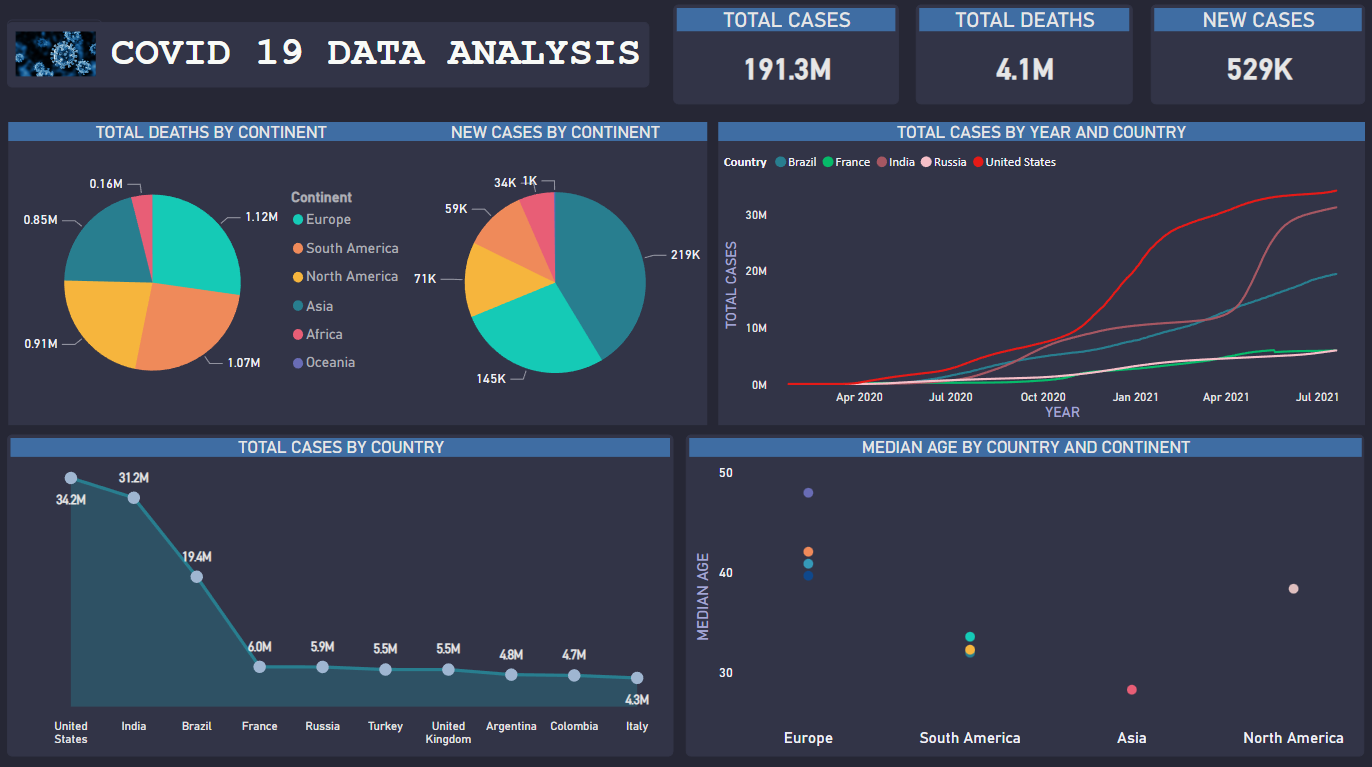 COVID 19 DATA ANALYSIS
TOTAL CASES
191.3M
TOTAL DEATHS
4.1M
NEW CASES
529K
TOTAL DEATHS BY CONTINENT
0.16M
0.85M
1.12M
0.91M
1.07M
Continent
Europe
South America
North America
Asia
Africa
Oceania
NEW CASES BY CONTINENT
34K
1K
59K
219K
71K
145K
TOTAL CASES BY YEAR AND COUNTRY
Country Brazil France India Russia United States
TOTAL CASES
30M
20M
10M
0M
Apr 2020 Jul 2020 Oct 2020 Jan 2021 Apr 2021 Jul 2021
YEAR
TOTAL CASES BY COUNTRY
34.2M
31.2M
19.4M
6.0M
5.9M
5.5M
5.5M
4.8M
4.7M
4.3M
United
States
India
Brazil
France
Russia
Turkey
United
Kingdom
Argentina
Colombia
Italy
MEDIAN AGE BY COUNTRY AND CONTINENT
MEDIAN AGE
50
40
30
Europe South America Asia North America